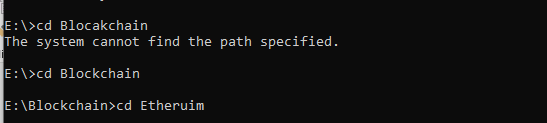 E:\>cd Blocakchain
The system cannot find the path specified.
E:\>cd Blockchain
E:\Blockchain>cd Etheruim